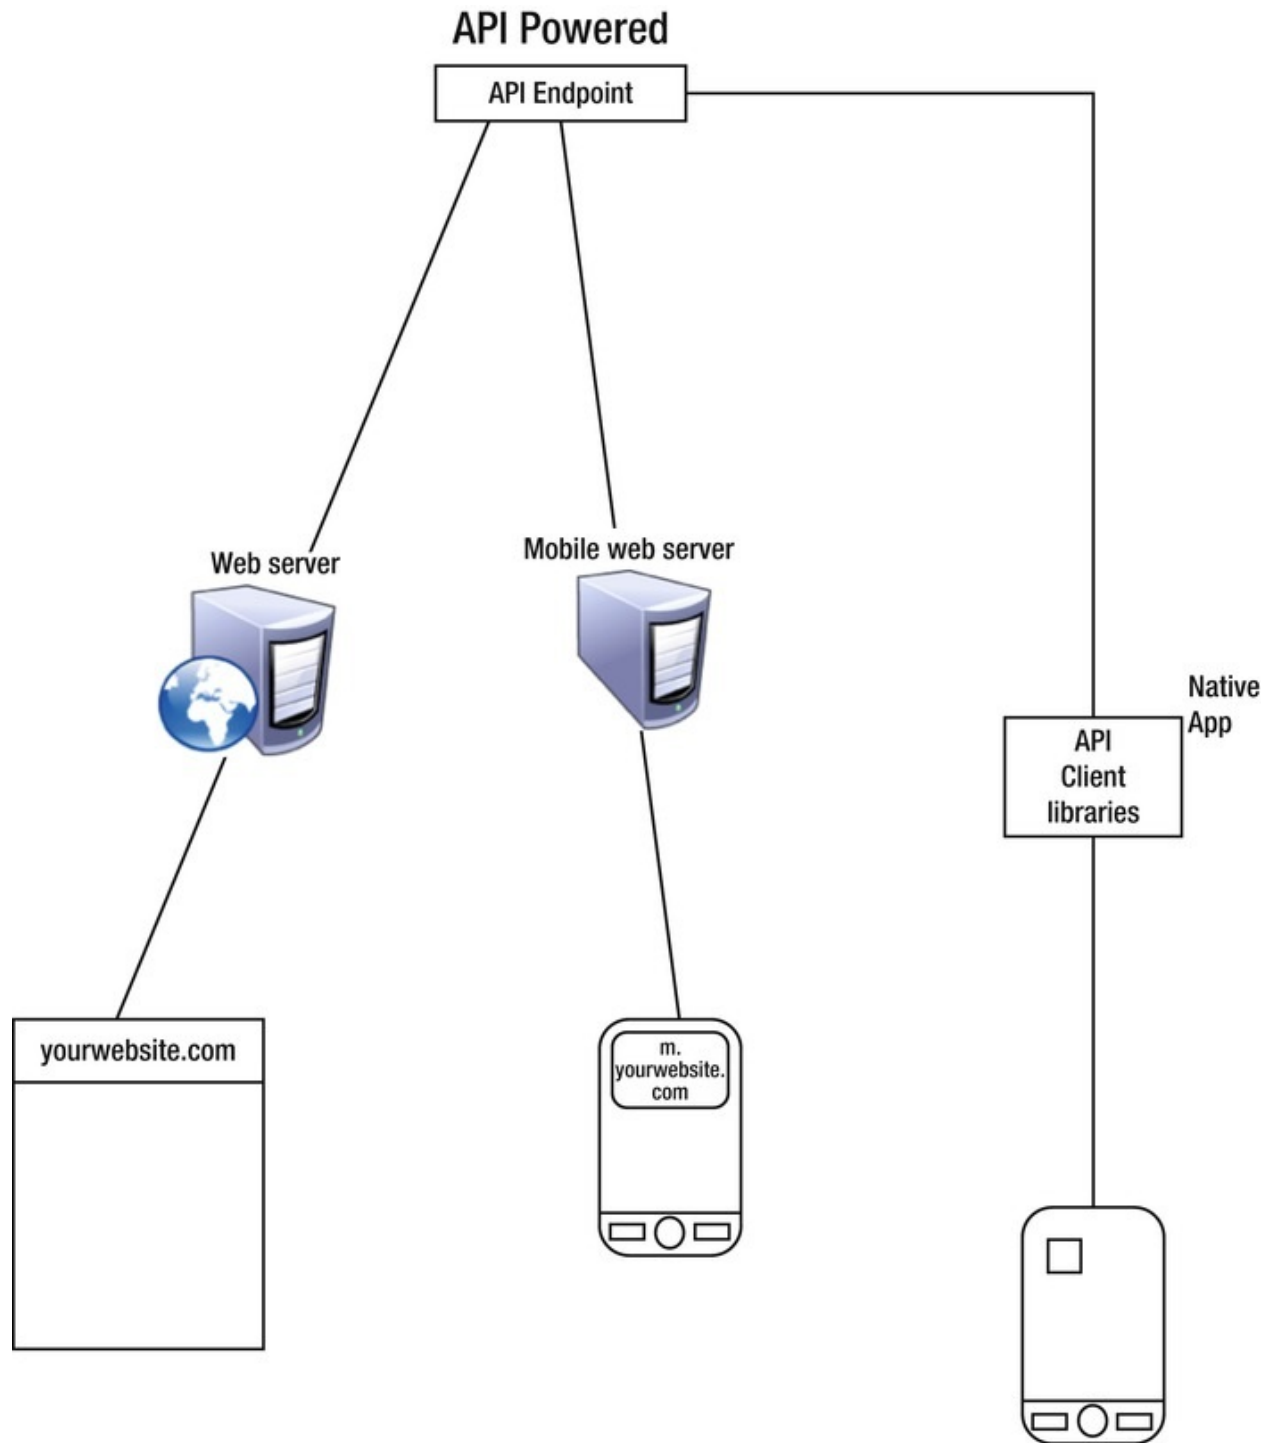 API Powered
API Endpoint
Web server
Mobile web server
Native
App
API
Client
libraries
yourwebsite.com
m.
yourwebsite.
com